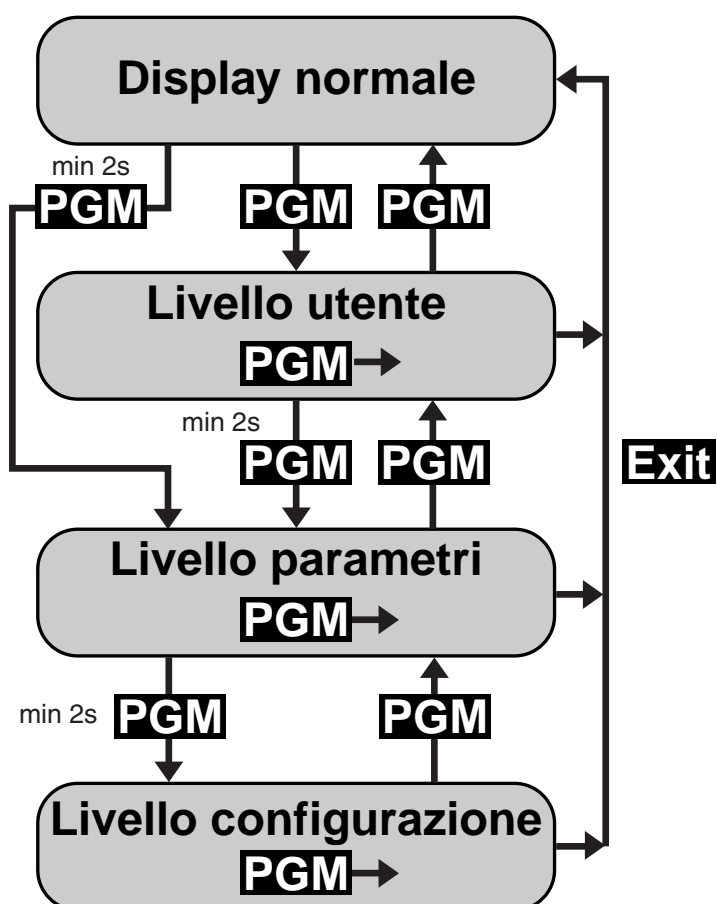 Display normale
min 2s
PGM PGM PGM
Livello utente
PGM
min 2s
PGM PGM
Exit
Livello parametri
PGM
min 2s PGM PGM
Livello configurazione
PGM